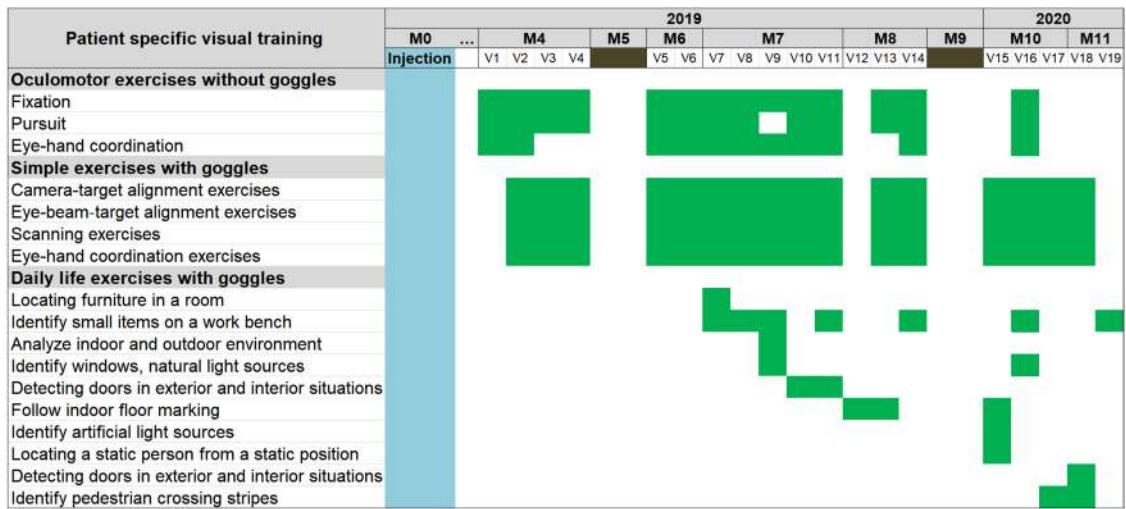 2019 2020
Patient specific visual training M0 ... M4 M5 M6 M7 M8 M9 M10 M11
Injection V1 V2 V3 V4 V5 V6 V7 V8 V9 V10 V11 V12 V13 V14 V15 V16 V17 V18 V19
Oculomotor exercises without goggles
Fixation
Pursuit
Eye-hand coordination
Simple exercises with goggles
Camera-target alignment exercises
Eye-beam-target alignment exercises
Scanning exercises
Eye-hand coordination exercises
Daily life exercises with goggles
Locating furniture in a room
Identify small items on a work bench
Analyze indoor and outdoor environment
Identify windows, natural light sources
Detecting doors in exterior and interior situations
Follow indoor floor marking
Identify artificial light sources
Locating a static person from a static position
Detecting doors in exterior and interior situations
Identify pedestrian crossing stripes